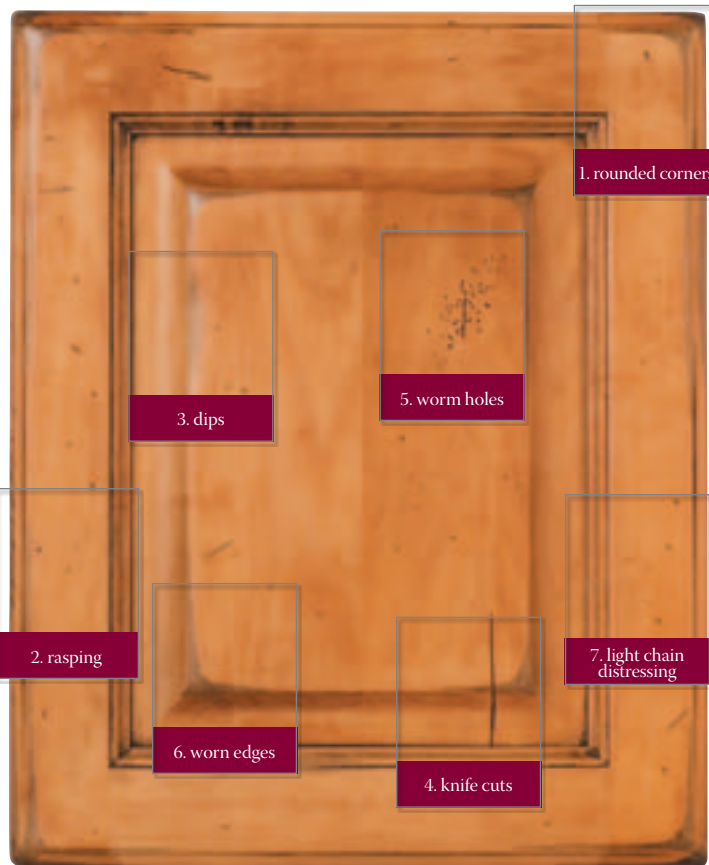 1. rounded corner
3. dips
5. worm holes
2. rasping
7. light chain
distressing
6. worn edges
4. knife cuts